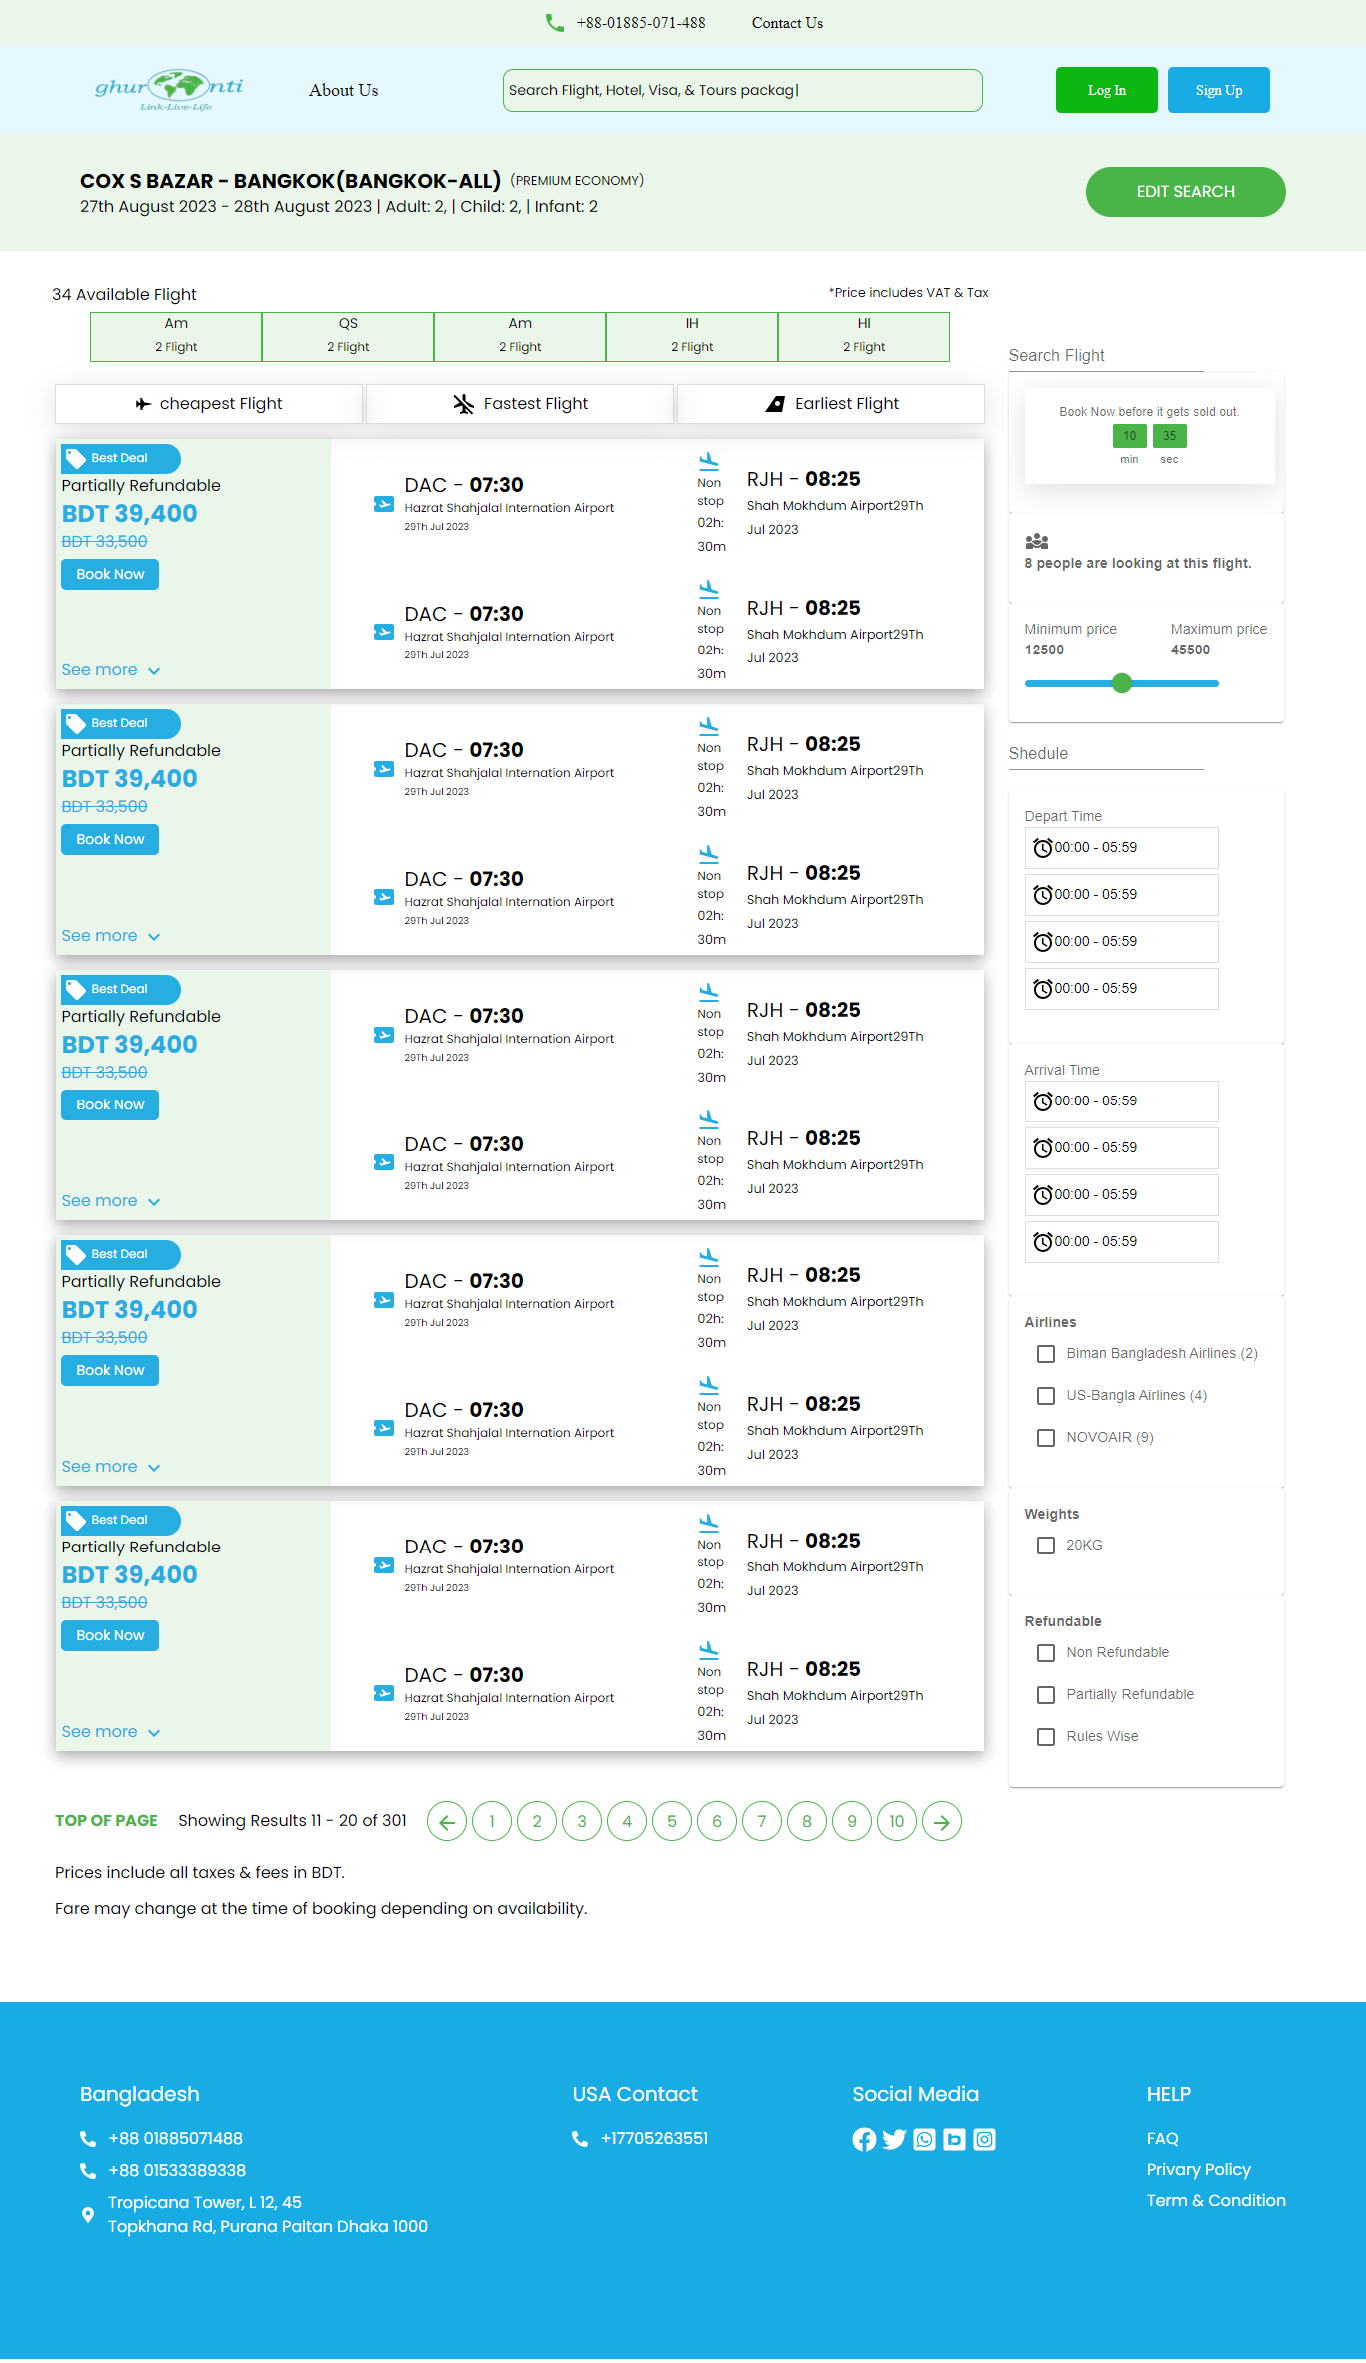 +88-01885-071-488 Contact Us
ghur nti
Link-Live-Life
About Us
Search Flight, Hotel, Visa, & Tours packag|
Log In
Sign Up
COX S BAZAR - BANGKOK(BANGKOK-ALL) (PREMIUM ECONOMY)
27th August 2023 - 28th August 2023 | Adult: 2, | Child: 2, | Infant: 2
EDIT SEARCH
34 Available Flight
*Price includes VAT & Tax
Am QS Am IH HI
2 Flight 2 Flight 2 Flight 2 Flight 2 Flight
cheapest Flight
Fastest Flight
Earliest Flight
Best Deal
Partially Refundable
BDT 39,400
BDT 33,500
Book Now
See more
DAC - 07:30
Hazrat Shahjalal Internation Airport
29Th Jul 2023
Non
stop
02h:
30m
RJH - 08:25
Shah Mokhdum Airport29Th
Jul 2023
DAC - 07:30
Hazrat Shahjalal Internation Airport
29Th Jul 2023
Non
stop
02h:
30m
RJH - 08:25
Shah Mokhdum Airport29Th
Jul 2023
Best Deal
Partially Refundable
BDT 39,400
BDT 33,500
Book Now
See more
DAC - 07:30
Hazrat Shahjalal Internation Airport
29Th Jul 2023
Non
stop
02h:
30m
RJH - 08:25
Shah Mokhdum Airport29Th
Jul 2023
DAC - 07:30
Hazrat Shahjalal Internation Airport
29Th Jul 2023
Non
stop
02h:
30m
RJH - 08:25
Shah Mokhdum Airport29Th
Jul 2023
Best Deal
Partially Refundable
BDT 39,400
BDT 33,500
Book Now
See more
DAC - 07:30
Hazrat Shahjalal Internation Airport
29Th Jul 2023
Non
stop
02h:
30m
RJH - 08:25
Shah Mokhdum Airport29Th
Jul 2023
DAC - 07:30
Hazrat Shahjalal Internation Airport
29Th Jul 2023
Non
stop
02h:
30m
RJH - 08:25
Shah Mokhdum Airport29Th
Jul 2023
Best Deal
Partially Refundable
BDT 39,400
BDT 33,500
Book Now
See more
DAC - 07:30
Hazrat Shahjalal Internation Airport
29Th Jul 2023
Non
stop
02h:
30m
RJH - 08:25
Shah Mokhdum Airport29Th
Jul 2023
DAC - 07:30
Hazrat Shahjalal Internation Airport
29Th Jul 2023
Non
stop
02h:
30m
RJH - 08:25
Shah Mokhdum Airport29Th
Jul 2023
Best Deal
Partially Refundable
BDT 39,400
BDT 33,500
Book Now
See more
DAC - 07:30
Hazrat Shahjalal Internation Airport
29Th Jul 2023
Non
stop
02h:
30m
RJH - 08:25
Shah Mokhdum Airport29Th
Jul 2023
DAC - 07:30
Hazrat Shahjalal Internation Airport
29Th Jul 2023
Non
stop
02h:
30m
RJH - 08:25
Shah Mokhdum Airport29Th
Jul 2023
Search Flight
Book Now before it gets sold out.
10 35
min sec
8 people are looking at this flight.
Minimum price Maximum price
12500 45500
Shedule
Depart Time
00:00 - 05:59
00:00 - 05:59
00:00 - 05:59
00:00 - 05:59
Arrival Time
00:00 - 05:59
00:00 - 05:59
00:00 - 05:59
00:00 - 05:59
Airlines
Biman Bangladesh Airlines (2)
US-Bangla Airlines (4)
NOVOAIR (9)
Weights
20KG
Refundable
Non Refundable
Partially Refundable
Rules Wise
TOP OF PAGE Showing Results 11 - 20 of 301 1 2 3 4 5 6 7 8 9 10
Prices include all taxes & fees in BDT.
Fare may change at the time of booking depending on availability.
Bangladesh
+88 01885071488
+88 01533389338
Tropicana Tower, L 12, 45
Topkhana Rd, Purana Paltan Dhaka 1000
USA Contact
+17705263551
Social Media
HELP
FAQ
Privary Policy
Term & Condition